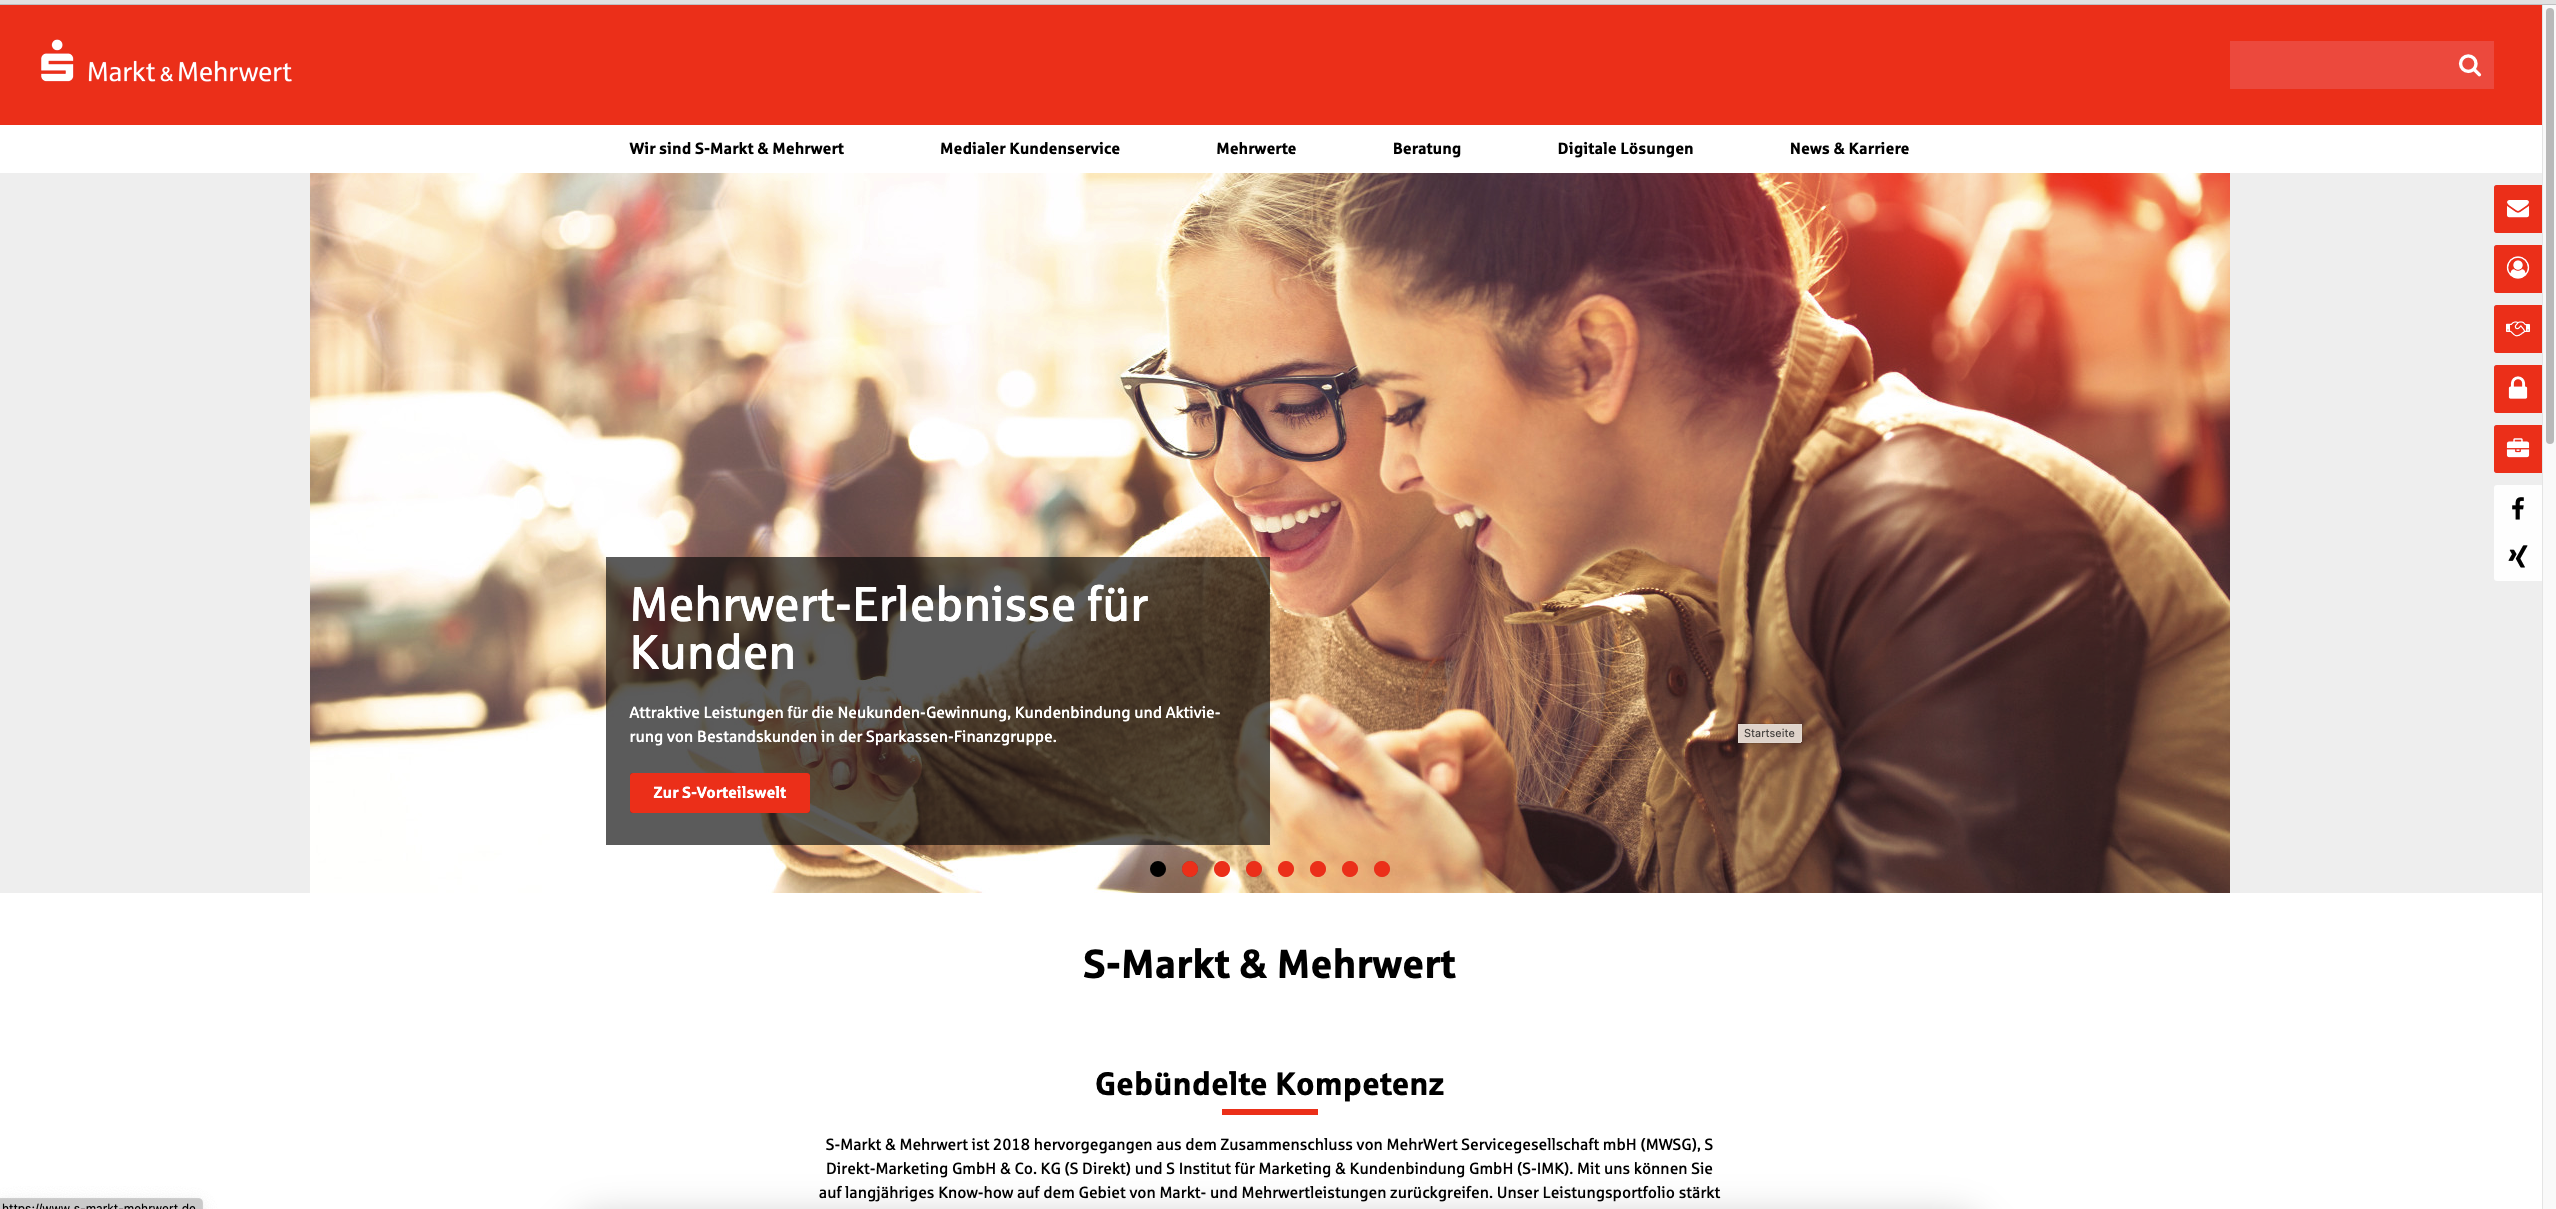 Markt & Mehrwert
Wir sind S-Markt & Mehrwert
Medialer Kundenservice
Mehrwerte
Beratung
Digitale Lösungen
News & Karriere
Mehrwert-Erlebnisse für
Kunden
Attraktive Leistungen für die Neukunden-Gewinnung, Kundenbindung und Aktivie-
rung von Bestandskunden in der Sparkassen-Finanzgruppe.
Zur S-Vorteilswelt
Startseite
S-Markt & Mehrwert
Gebündelte Kompetenz
S-Markt & Mehrwert ist 2018 hervorgegangen aus dem Zusammenschluss von MehrWert Servicegesellschaft mbH (MWSG), S
Direkt-Marketing GmbH & Co. KG (S Direkt) und S Institut für Marketing & Kundenbindung GmbH (S-IMK). Mit uns können Sie
auf langjähriges Know-how auf dem Gebiet von Markt- und Mehrwertleistungen zurückgreifen. Unser Leistungsportfolio stärkt
https://www.s-markt-mehrwert.de